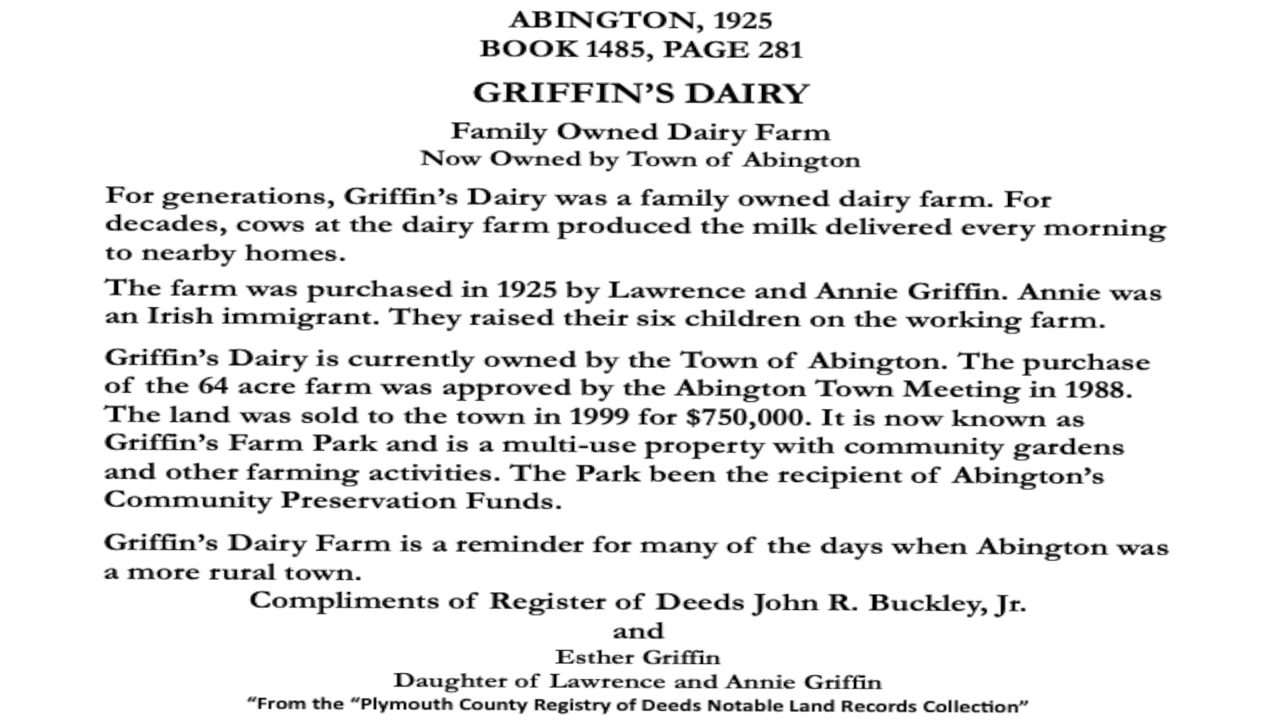 ABINGTON, 1925
BOOK 1485, PAGE 281
GRIFFIN’S DAIRY
Family Owned Dairy Farm
Now Owned by Town of Abington
For generations, Griffin’s Dairy was a family owned dairy farm. For
decades, cows at the dairy farm produced the milk delivered every morning
to nearby homes.
The farm was purchased in 1925 by Lawrence and Annie Griffin. Annie was
an Irish immigrant. They raised their six children on the working farm.
Griffin’s Dairy is currently owned by the Town of Abington. The purchase
of the 64 acre farm was approved by the Abington Town Meeting in 1988.
The land was sold to the town in 1999 for $750,000. It is now known as
Griffin’s Farm Park and is a multi-use property with community gardens
and other farming activities. The Park been the recipient of Abington’s
Community Preservation Funds.
Griffin’s Dairy Farm is a reminder for many of the days when Abington was
a more rural town.
Compliments of Register of Deeds John R. Buckley, Jr.
and
Esther Griffin
Daughter of Lawrence and Annie Griffin
“From the “Plymouth County Registry of Deeds Notable Land Records Collection”